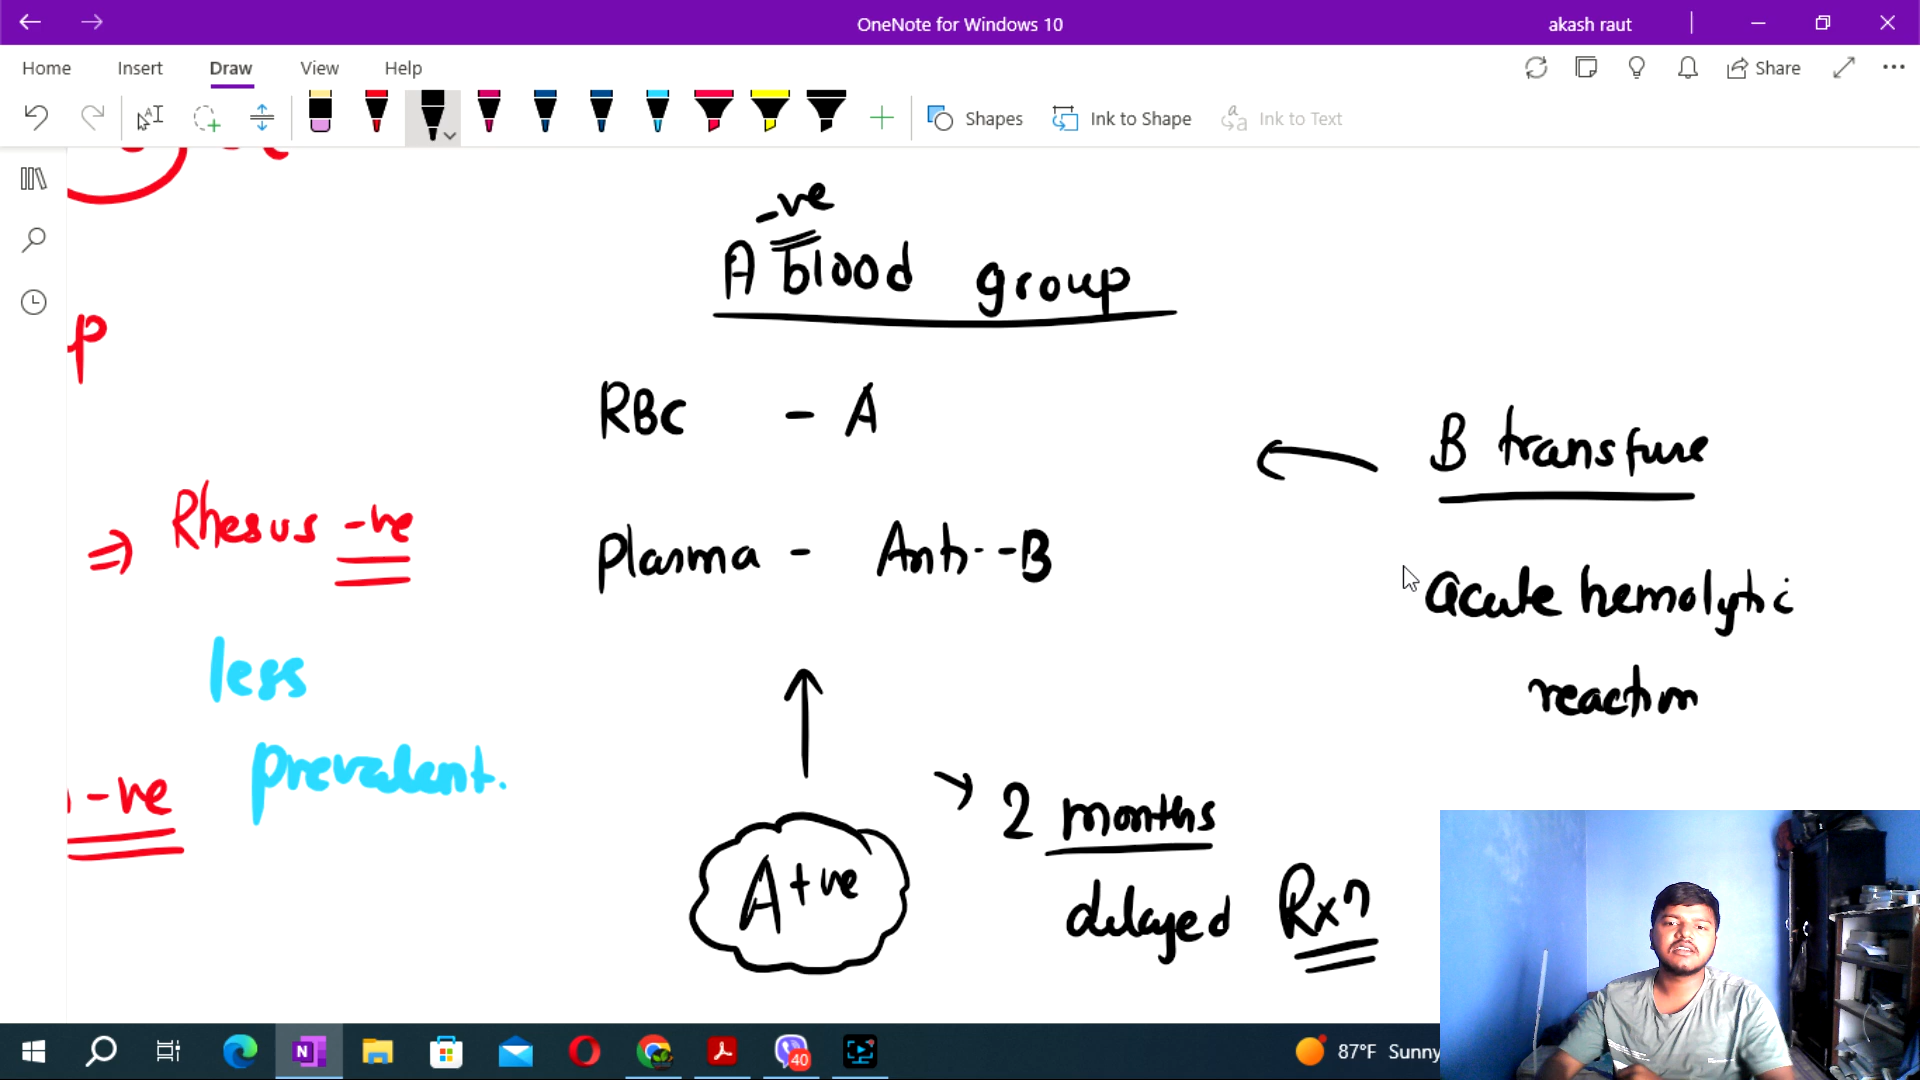 OneNote for Windows 10
akash raut
Home Insert Draw View Help
Share
Shapes Ink to Shape Ink to Text
-ve
A blood group
p
RBC - A
B transfuse
Rhesus -ve
Plasma - Anti-B
acute hemolytic
reaction
less
prevalent.
-ve
2 months
A +ve
delayed Rxn
40
87°F Sunny